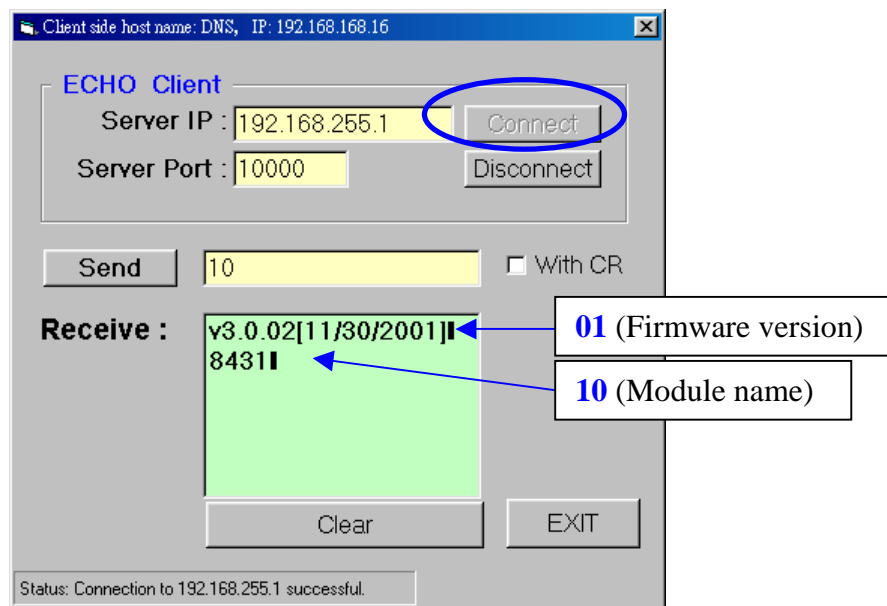 Client side host name: DNS, IP: 192.168.168.16
ECHO Client
Server IP : 192.168.255.1 Connect
Server Port : 10000 Disconnect
Send 10 With CR
Receive : v3.0.02[11/30/2001]
8431
01 (Firmware version)
10 (Module name)
Clear EXIT
Status: Connection to 192.168.255.1 successful.